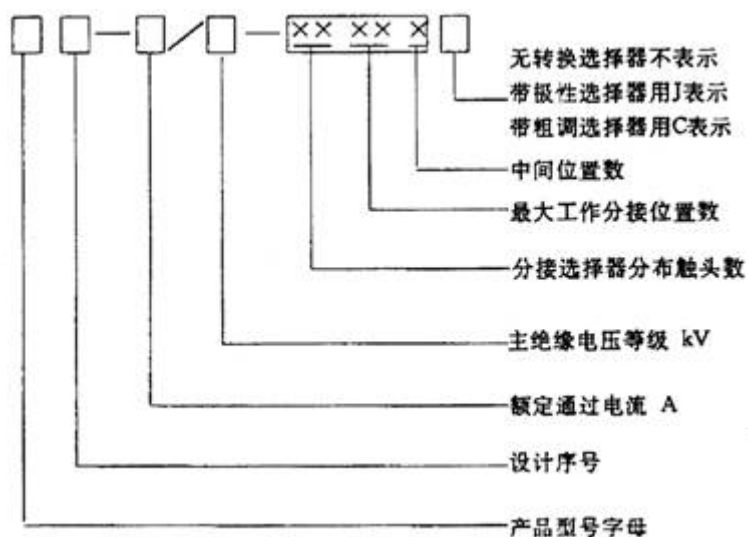 □ □ — □ / □ — ×× ×× × □
无转换选择器不表示
带极性选择器用J表示
带粗调选择器用C表示
中间位置数
最大工作分接位置数
分接选择器分布触头数
主绝缘电压等级 kV
额定通过电流 A
设计序号
产品型号字母